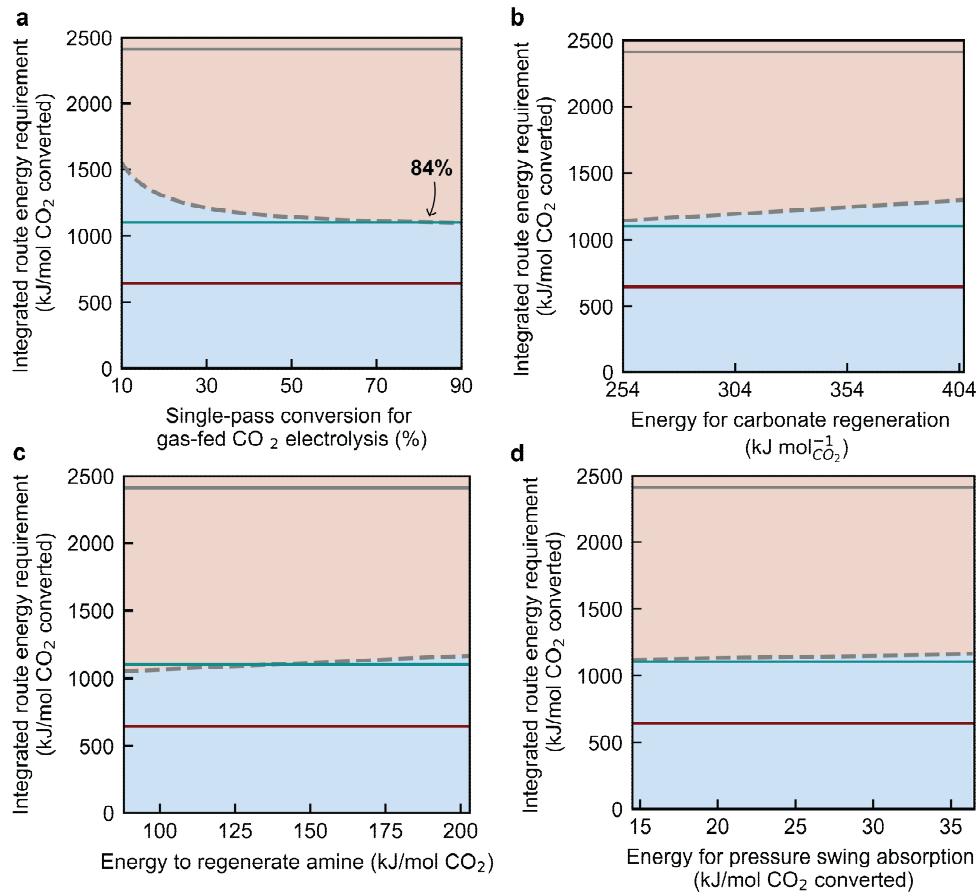 a
Integrated route energy requirement
(kJ/mol CO2 converted)
2500
2000
1500
1000
500
0
84%
10
30
50
70
90
Single-pass conversion for
gas-fed CO 2 electrolysis (%)
b
Integrated route energy requirement
(kJ/mol CO2 converted)
2500
2000
1500
1000
500
0
254
304
354
404
Energy for carbonate regeneration
(kJ mol⁻¹CO2)
c
Integrated route energy requirement
(kJ/mol CO2 converted)
2500
2000
1500
1000
500
0
100
125
150
175
200
Energy to regenerate amine (kJ/mol CO2)
d
Integrated route energy requirement
(kJ/mol CO2 converted)
2500
2000
1500
1000
500
0
15
20
25
30
35
Energy for pressure swing absorption
(kJ/mol CO2 converted)